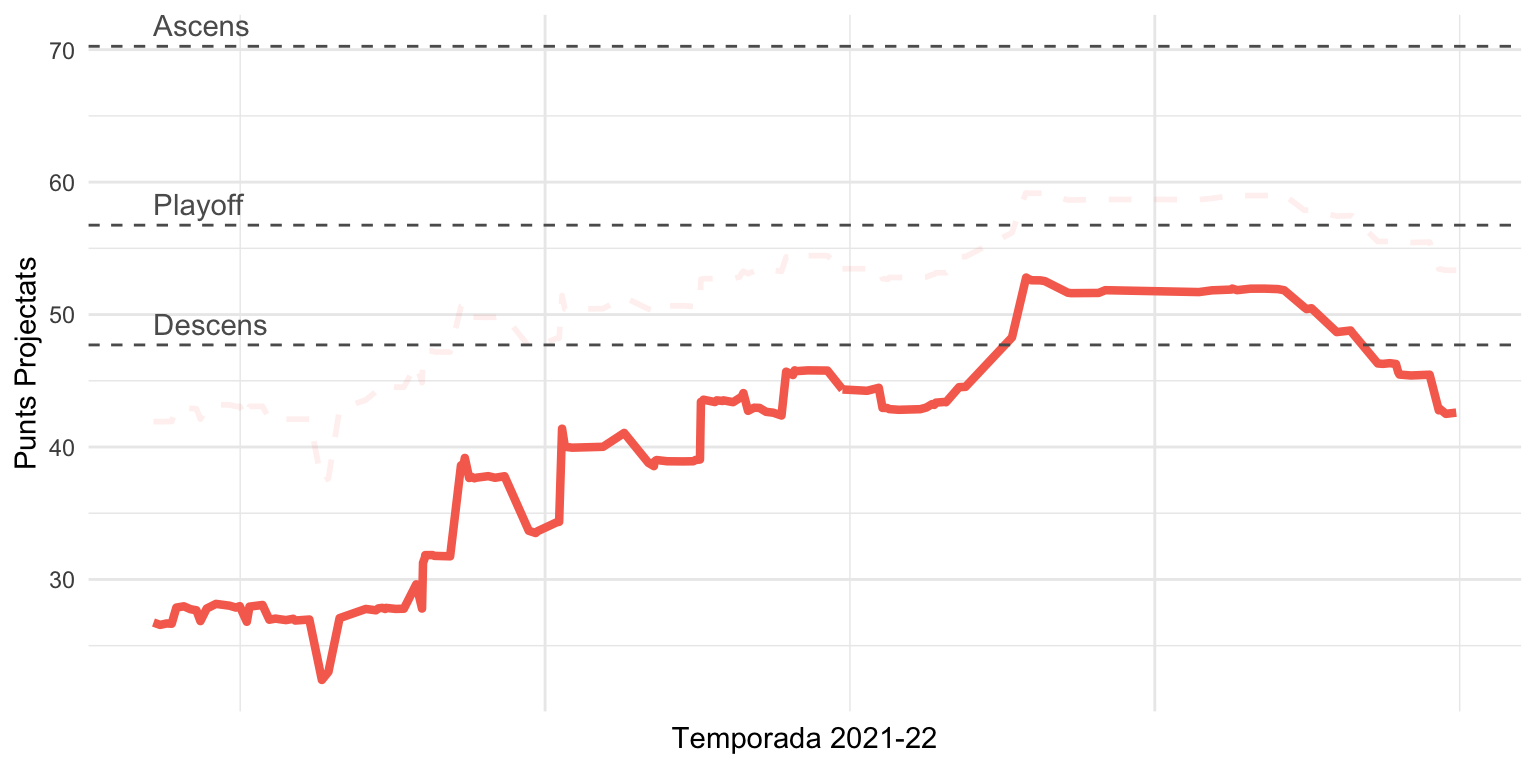 Ascens
70
60
Playoff
50
Descens
40
30
Punts Projectats
Temporada 2021-22